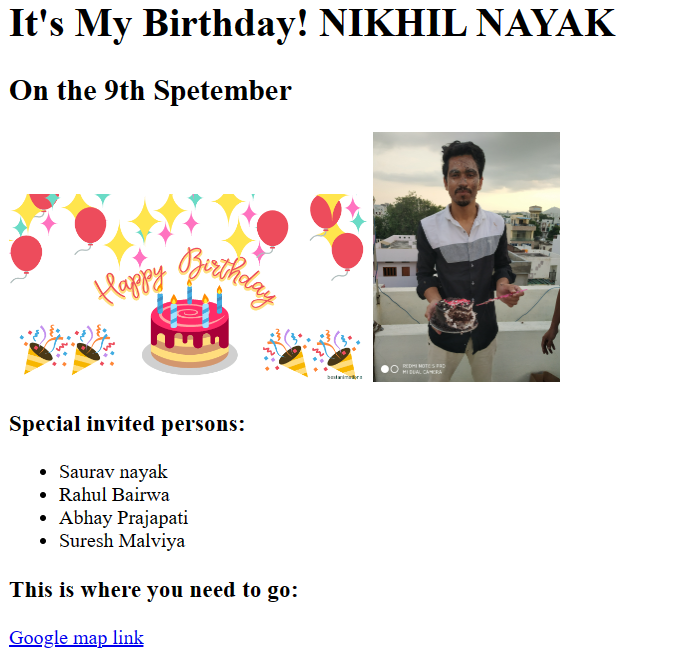 It's My Birthday! NIKHIL NAYAK
On the 9th Spetember
Happy Birthday
bestanimations
REDMI NOTE 5 PRO
MI DUAL CAMERA
Special invited persons:
Saurav nayak
Rahul Bairwa
Abhay Prajapati
Suresh Malviya
This is where you need to go:
Google map link